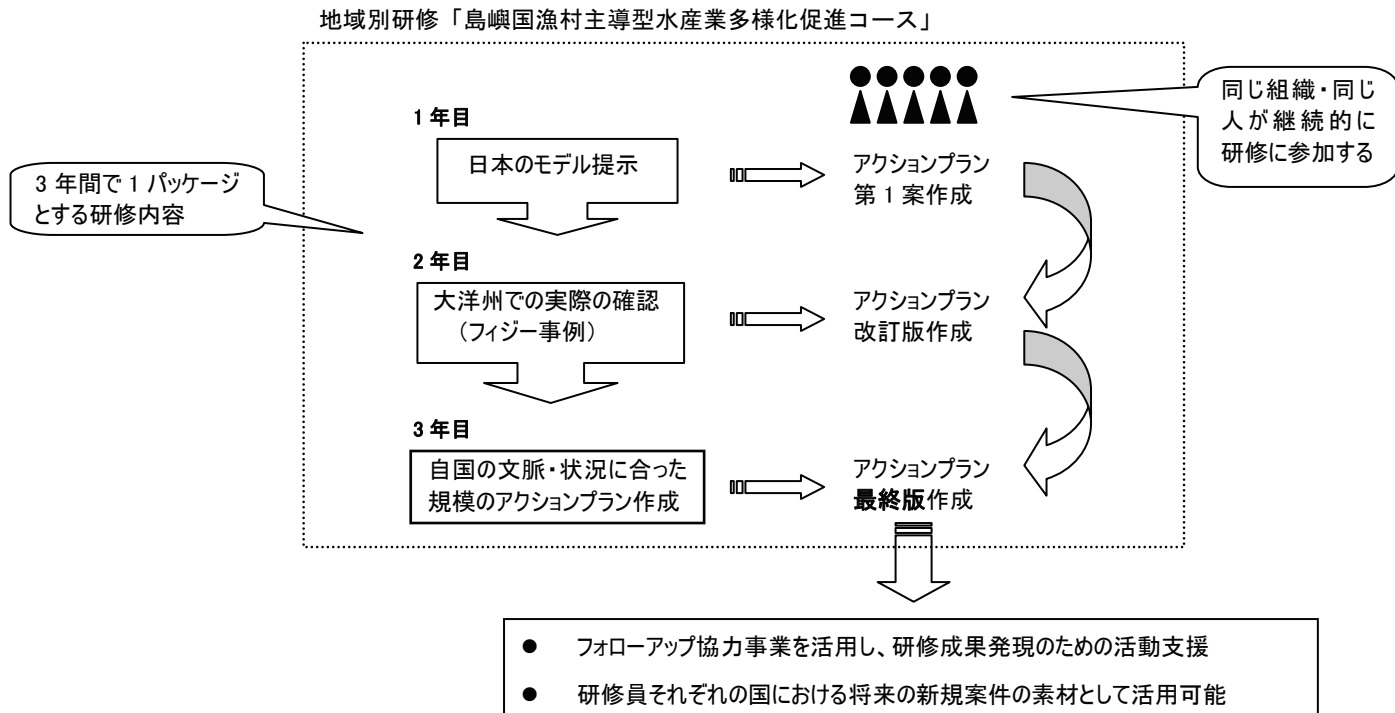 地域別研修「島嶼国漁村主導型水産業多様化促進コース」
同じ組織・同じ
人が継続的に
研修に参加する
3 年間で 1 パッケージ
とする研修内容
1 年目
日本のモデル提示
アクションプラン
第 1 案作成
2 年目
大洋州での実際の確認
（フィジー事例）
アクションプラン
改訂版作成
3 年目
自国の文脈・状況に合った
規模のアクションプラン作成
アクションプラン
最終版作成
● フォローアップ協力事業を活用し、研修成果発現のための活動支援
● 研修員それぞれの国における将来の新規案件の素材として活用可能